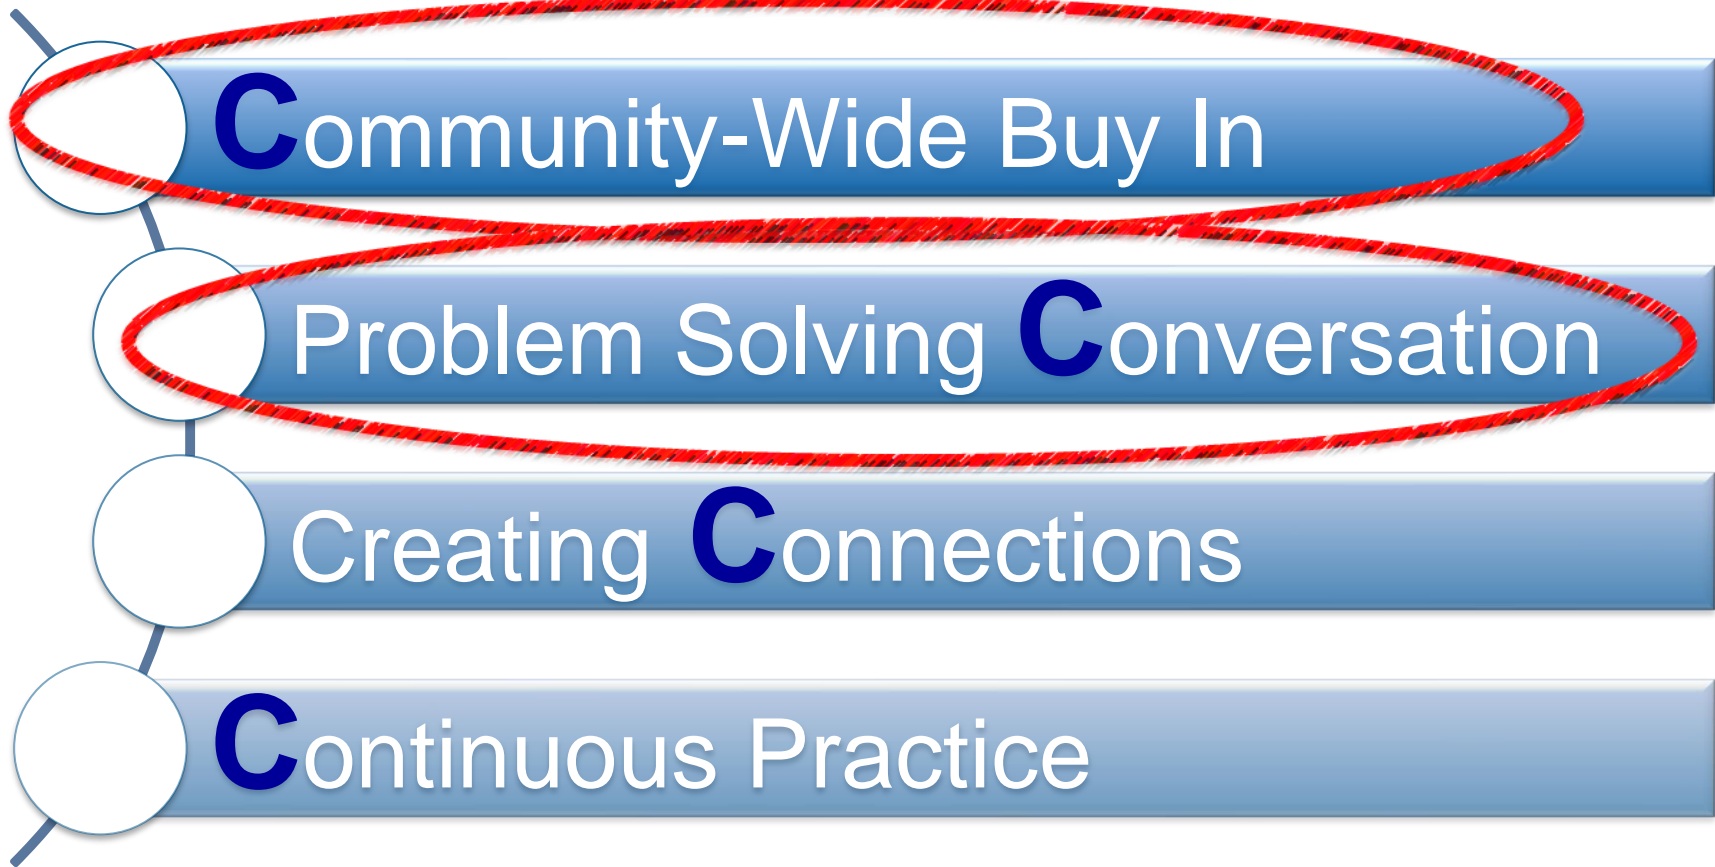 Community-Wide Buy In
Problem Solving Conversation
Creating Connections
Continuous Practice